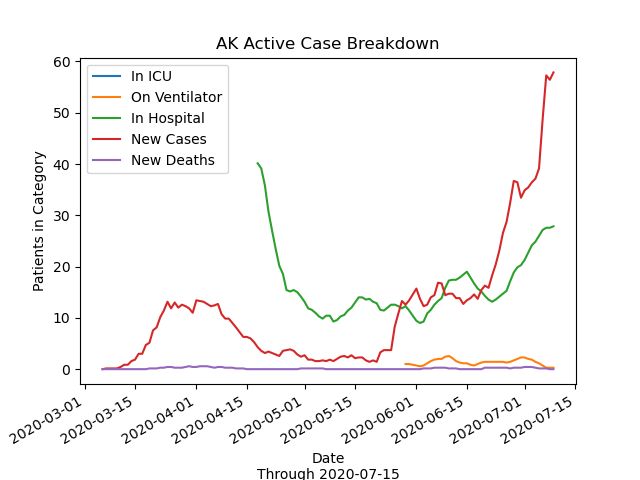 AK Active Case Breakdown
In ICU
On Ventilator
In Hospital
New Cases
New Deaths
Patients in Category
60
50
40
30
20
10
0
2020-03-01
2020-03-15
2020-04-01
2020-04-15
2020-05-01
2020-05-15
2020-06-01
2020-06-15
2020-07-01
2020-07-15
Date
Through 2020-07-15